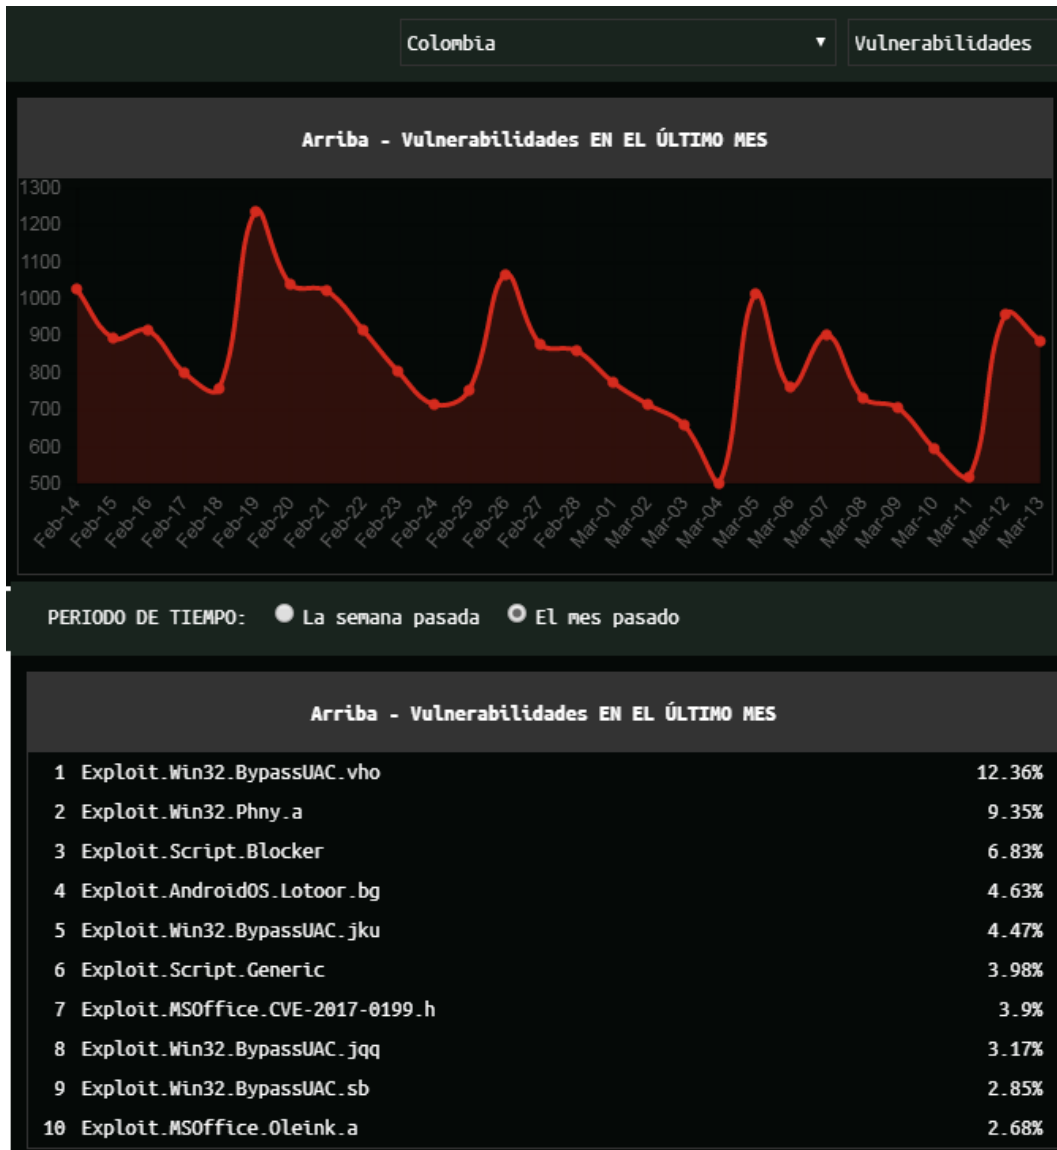 Colombia ▼ Vulnerabilidades
Arriba - Vulnerabilidades EN EL ÚLTIMO MES
1300
1200
1100
1000
900
800
700
600
500
Feb-14 Feb-15 Feb-16 Feb-17 Feb-18 Feb-19 Feb-20 Feb-21 Feb-22 Feb-23 Feb-24 Feb-25 Feb-26 Feb-27 Feb-28 Mar-01 Mar-02 Mar-03 Mar-04 Mar-05 Mar-06 Mar-07 Mar-08 Mar-09 Mar-10 Mar-11 Mar-12 Mar-13
PERIODO DE TIEMPO: La semana pasada El mes pasado
Arriba - Vulnerabilidades EN EL ÚLTIMO MES
1 Exploit.Win32.BypassUAC.vho 12.36%
2 Exploit.Win32.Phny.a 9.35%
3 Exploit.Script.Blocker 6.83%
4 Exploit.AndroidOS.Lotoor.bg 4.63%
5 Exploit.Win32.BypassUAC.jku 4.47%
6 Exploit.Script.Generic 3.98%
7 Exploit.MSOffice.CVE-2017-0199.h 3.9%
8 Exploit.Win32.BypassUAC.jqq 3.17%
9 Exploit.Win32.BypassUAC.sb 2.85%
10 Exploit.MSOffice.Oleink.a 2.68%